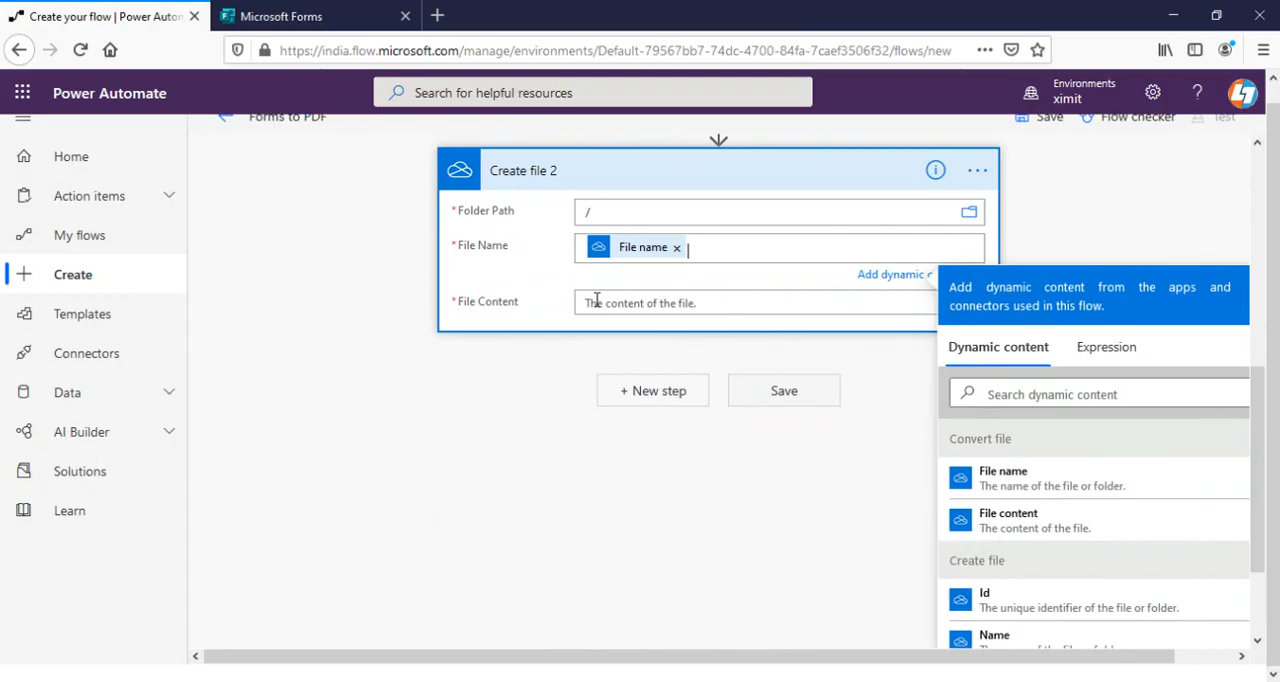 Create your flow | Power Auton
Microsoft Forms
https://india.flow.microsoft.com/manage/environments/Default-79567bb7-74dc-4700-84fa-7caef3506f32/flows/new
Power Automate
Search for helpful resources
Environments
ximit
Forms to PDF
Save
Flow checker
Test
Home
Action items
My flows
Create
Templates
Connectors
Data
AI Builder
Solutions
Learn
Create file 2
*Folder Path
/
*File Name
File name
Add dynamic c
*File Content
The content of the file.
+ New step
Save
Add dynamic content from the apps and
connectors used in this flow.
Dynamic content
Expression
Search dynamic content
Convert file
File name
The name of the file or folder.
File content
The content of the file.
Create file
Id
The unique identifier of the file or folder.
Name